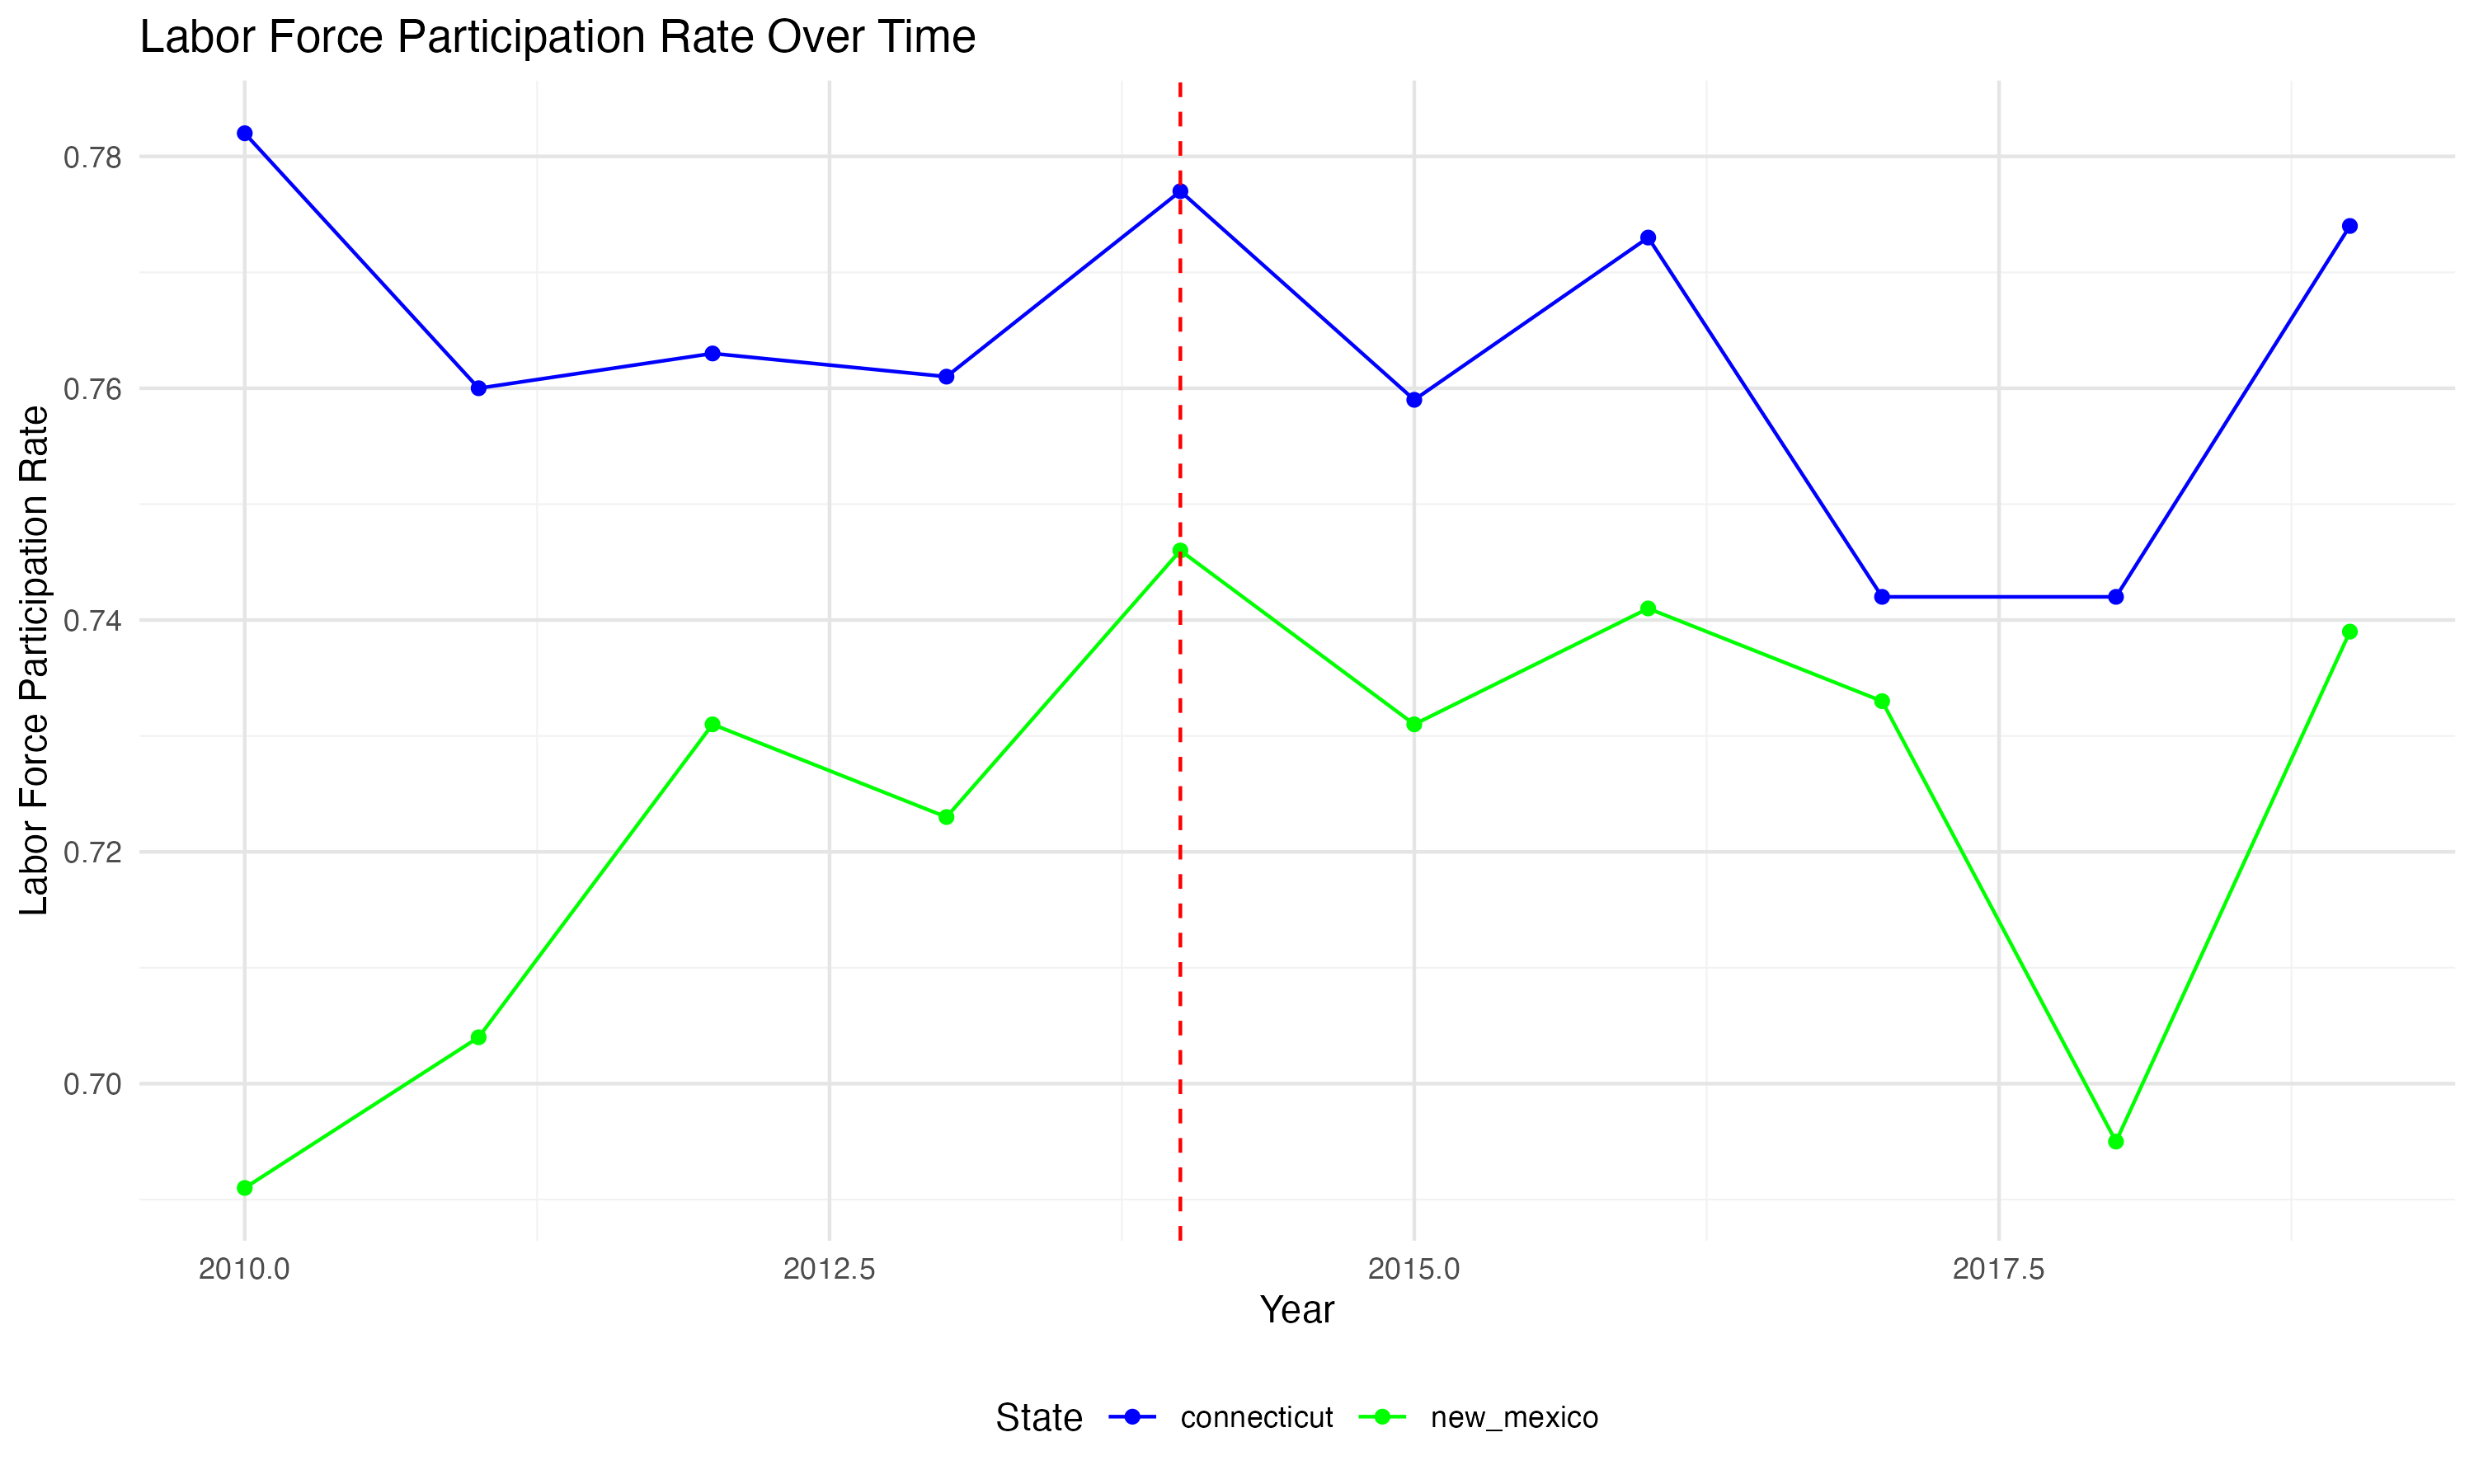 Labor Force Participation Rate Over Time
Labor Force Participation Rate
0.78
0.76
0.74
0.72
0.70
2010.0 2012.5 2015.0 2017.5
Year
State connecticut new_mexico